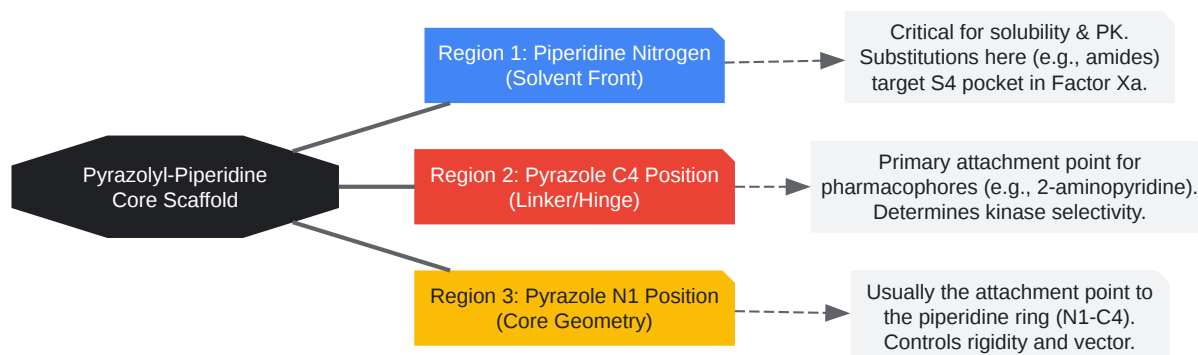 Pyrazolyl-Piperidine
Core Scaffold
Region 1: Piperidine Nitrogen
(Solvent Front)
Critical for solubility & PK.
Substitutions here (e.g., amides)
target S4 pocket in Factor Xa.
Region 2: Pyrazole C4 Position
(Linker/Hinge)
Primary attachment point for
pharmacophores (e.g., 2-aminopyridine).
Determines kinase selectivity.
Region 3: Pyrazole N1 Position
(Core Geometry)
Usually the attachment point to
the piperidine ring (N1-C4).
Controls rigidity and vector.